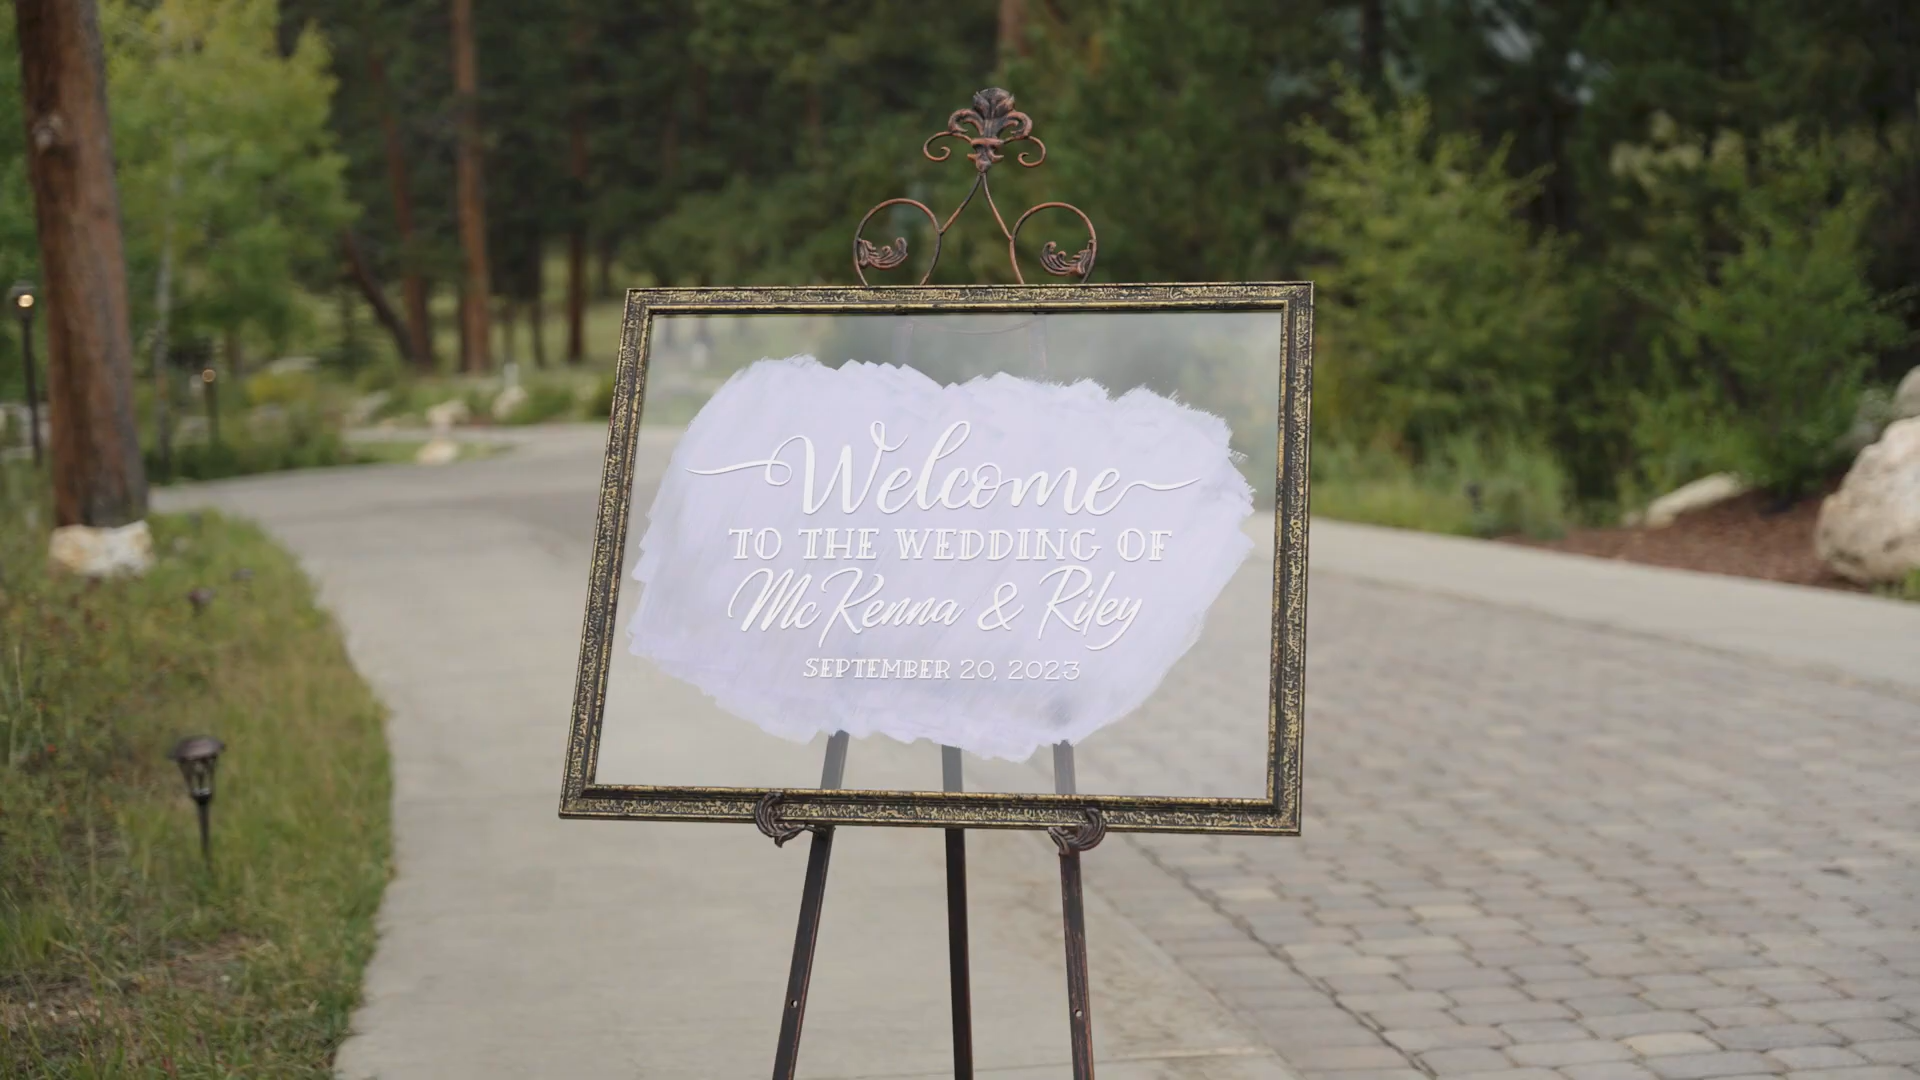 Welcome
TO THE WEDDING OF
McKenna & Riley
SEPTEMBER 20, 2023